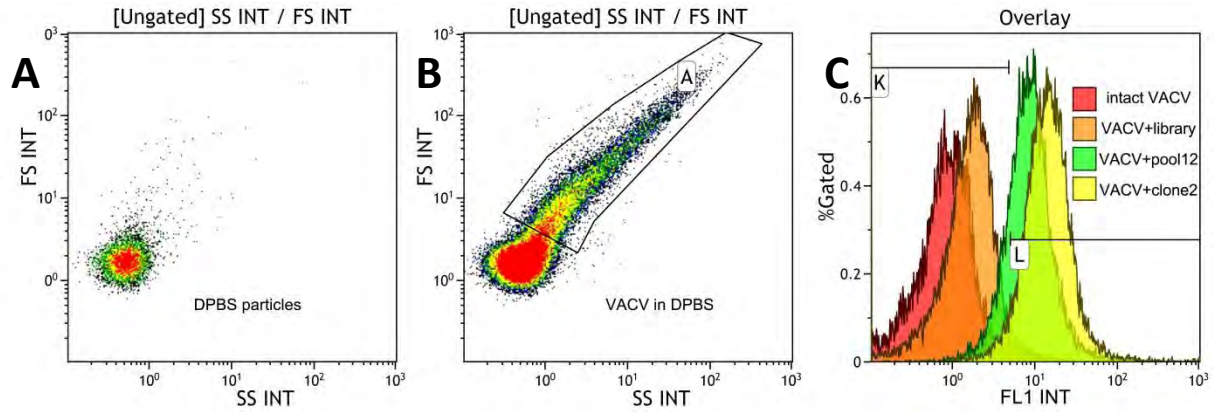 [Ungated] SS INT / FS INT
A
10³
10²
10¹
10⁰
FS INT
DPBS particles
10⁰
10¹
10²
10³
SS INT
[Ungated] SS INT / FS INT
B
10³
10²
10¹
10⁰
FS INT
A
VACV in DPBS
10⁰
10¹
10²
10³
SS INT
Overlay
C
K
0.6
0.4
0.2
0
%Gated
intact VACV
VACV+library
VACV+pool12
VACV+clone2
L
10⁰
10¹
10²
10³
FL1 INT